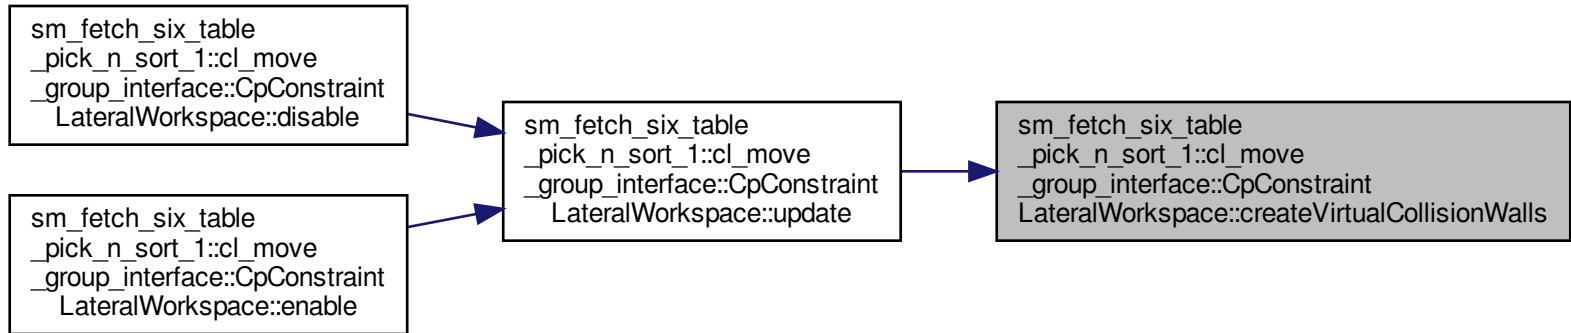 sm_fetch_six_table
_pick_n_sort_1::cl_move
_group_interface::CpConstraint
LateralWorkspace::disable
sm_fetch_six_table
_pick_n_sort_1::cl_move
_group_interface::CpConstraint
LateralWorkspace::enable
sm_fetch_six_table
_pick_n_sort_1::cl_move
_group_interface::CpConstraint
LateralWorkspace::update
sm_fetch_six_table
_pick_n_sort_1::cl_move
_group_interface::CpConstraint
LateralWorkspace::createVirtualCollisionWalls